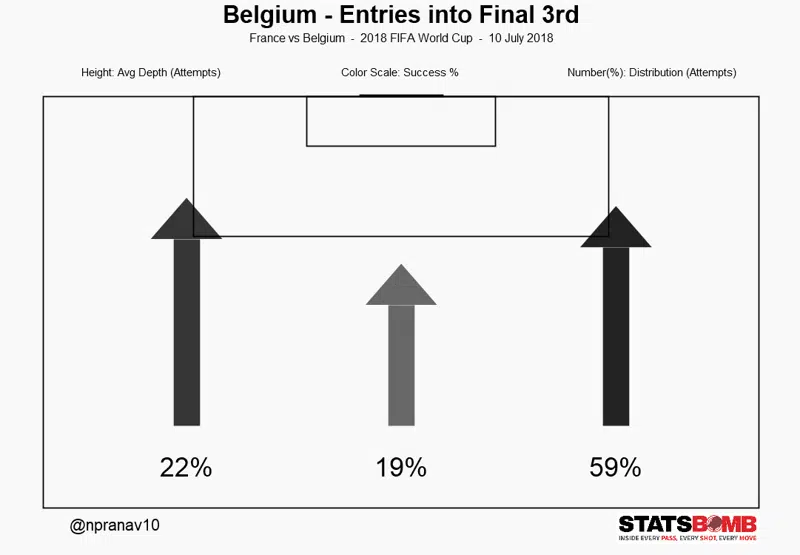 Belgium - Entries into Final 3rd
France vs Belgium - 2018 FIFA World Cup - 10 July 2018
Height: Avg Depth (Attempts) Color Scale: Success % Number(%): Distribution (Attempts)
22% 19% 59%
@npranav10
STATSBOMB
INSIDE EVERY PASS, EVERY SHOT, EVERY MOVE